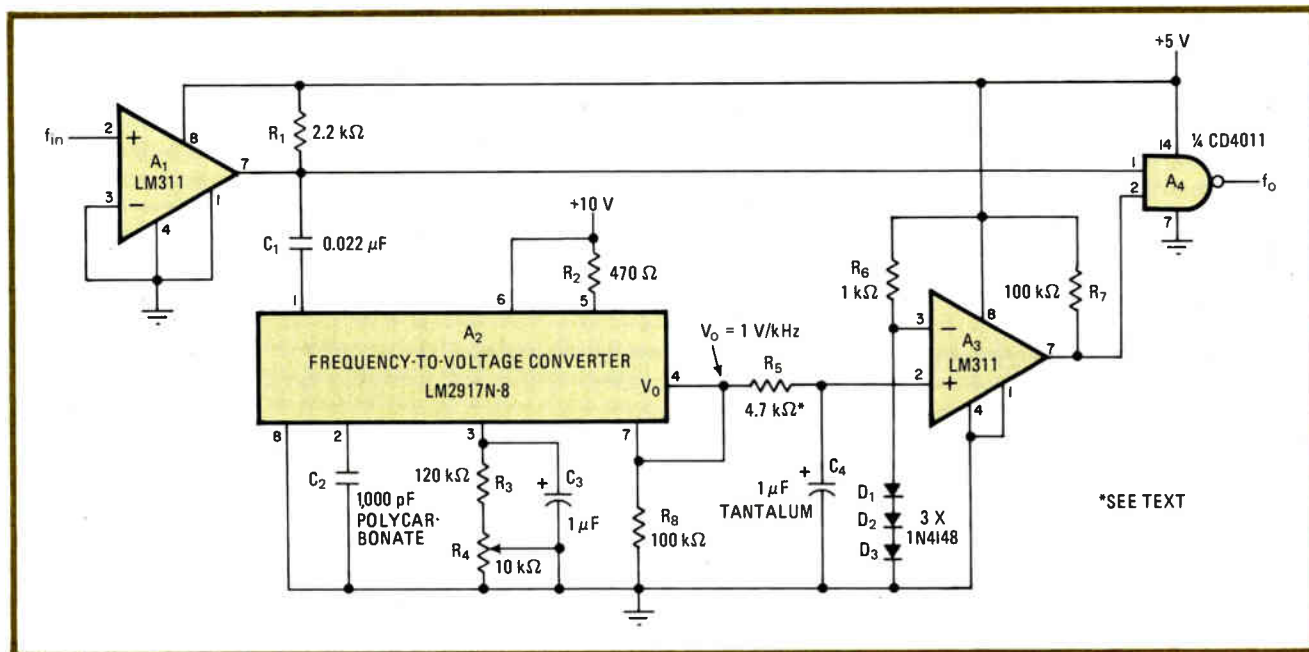 +5 V
f_in
2
+
8
A₁
LM311
7
3
−
4
1
R₁
2.2 kΩ
14
¼ CD4011
1
2
A₄
f_o
7
+10 V
C₁
0.022 μF
R₂
470 Ω
1
6
5
A₂
FREQUENCY-TO-VOLTAGE CONVERTER
LM2917N-8
V₀
4
8
2
3
7
V₀ = 1 V/kHz
R₅
4.7 kΩ*
R₆
1 kΩ
100 kΩ
R₇
3
−
8
A₃
LM311
7
2
+
4
1
C₂
1,000 pF
POLYCAR-
BONATE
120 kΩ
R₃
R₄
10 kΩ
+
C₃
1 μF
R₈
100 kΩ
+
C₄
1 μF
TANTALUM
D₁
D₂
D₃
3 X
1N4148
*SEE TEXT